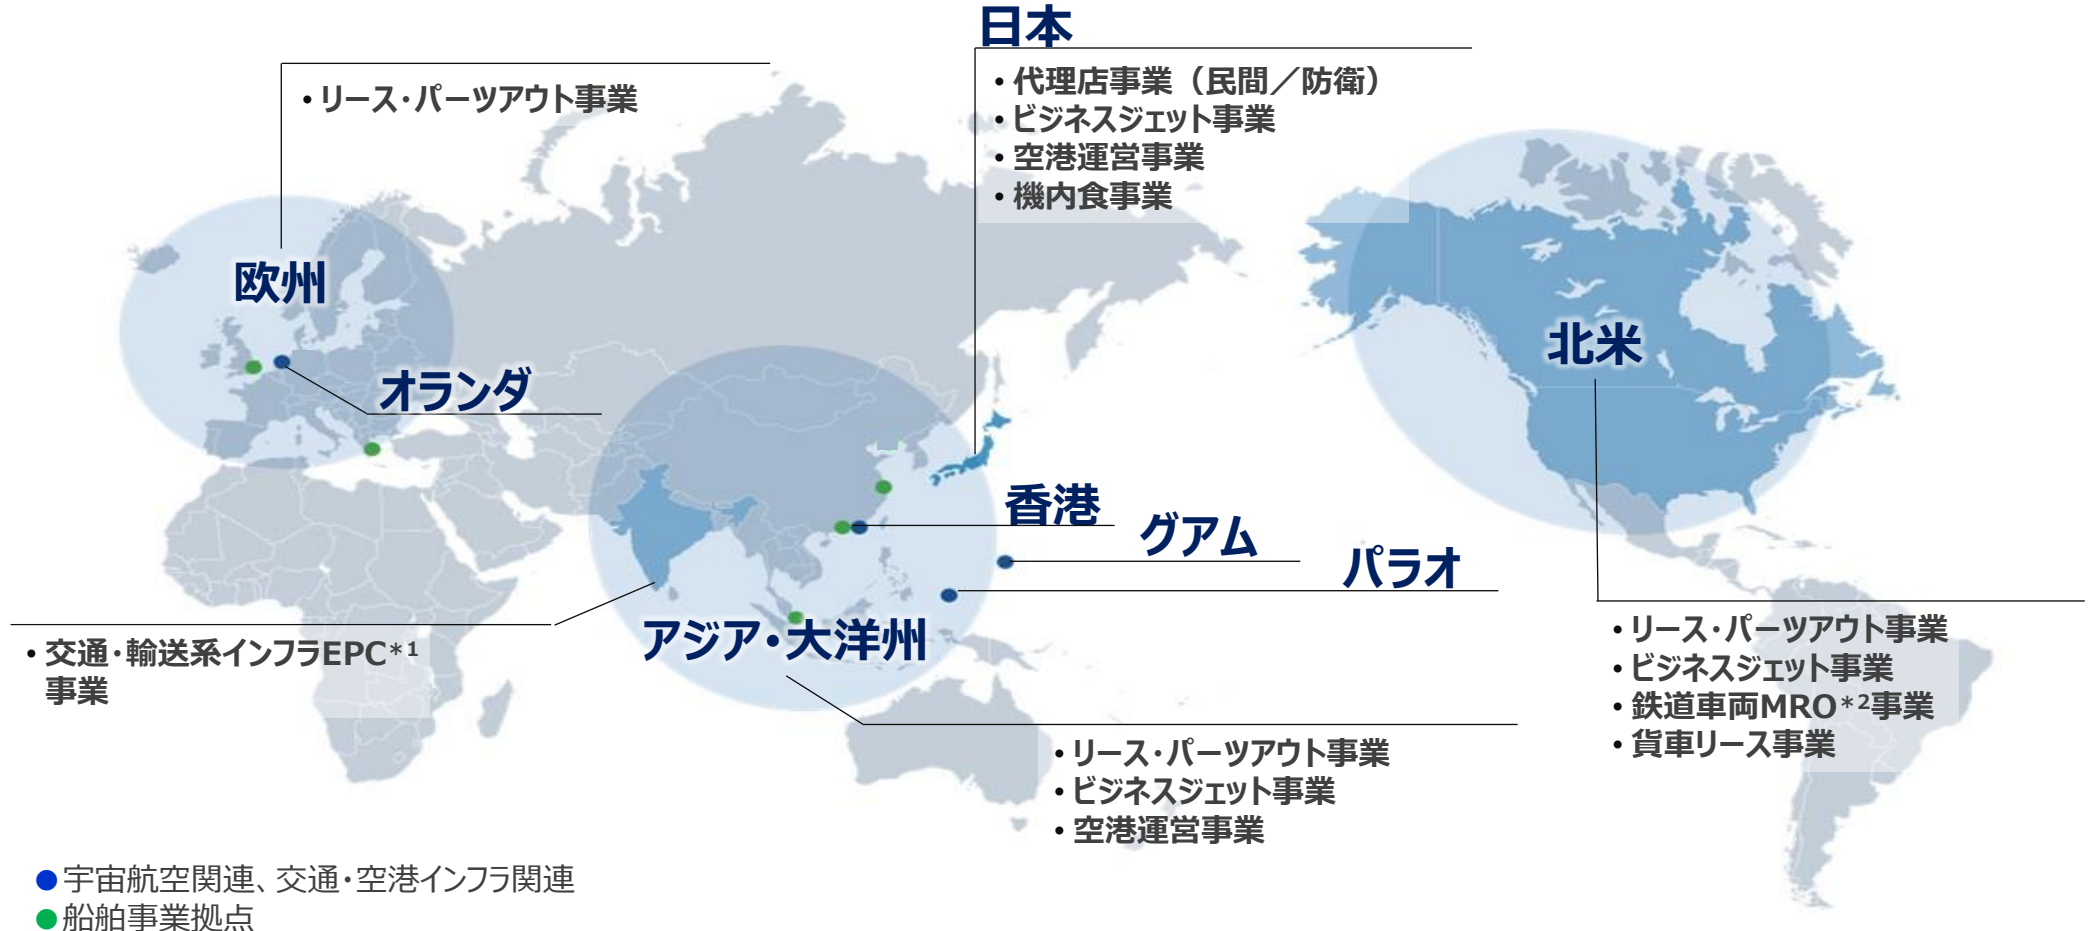 日本
・代理店事業（民間／防衛）
・ビジネスジェット事業
・空港運営事業
・機内食事業
・リース・パーツアウト事業
欧州
オランダ
北米
香港
グアム
パラオ
アジア・大洋州
・交通・輸送系インフラEPC*1
事業
・リース・パーツアウト事業
・ビジネスジェット事業
・鉄道車両MRO*2事業
・貨車リース事業
・リース・パーツアウト事業
・ビジネスジェット事業
・空港運営事業
●宇宙航空関連、交通・空港インフラ関連
●船舶事業拠点